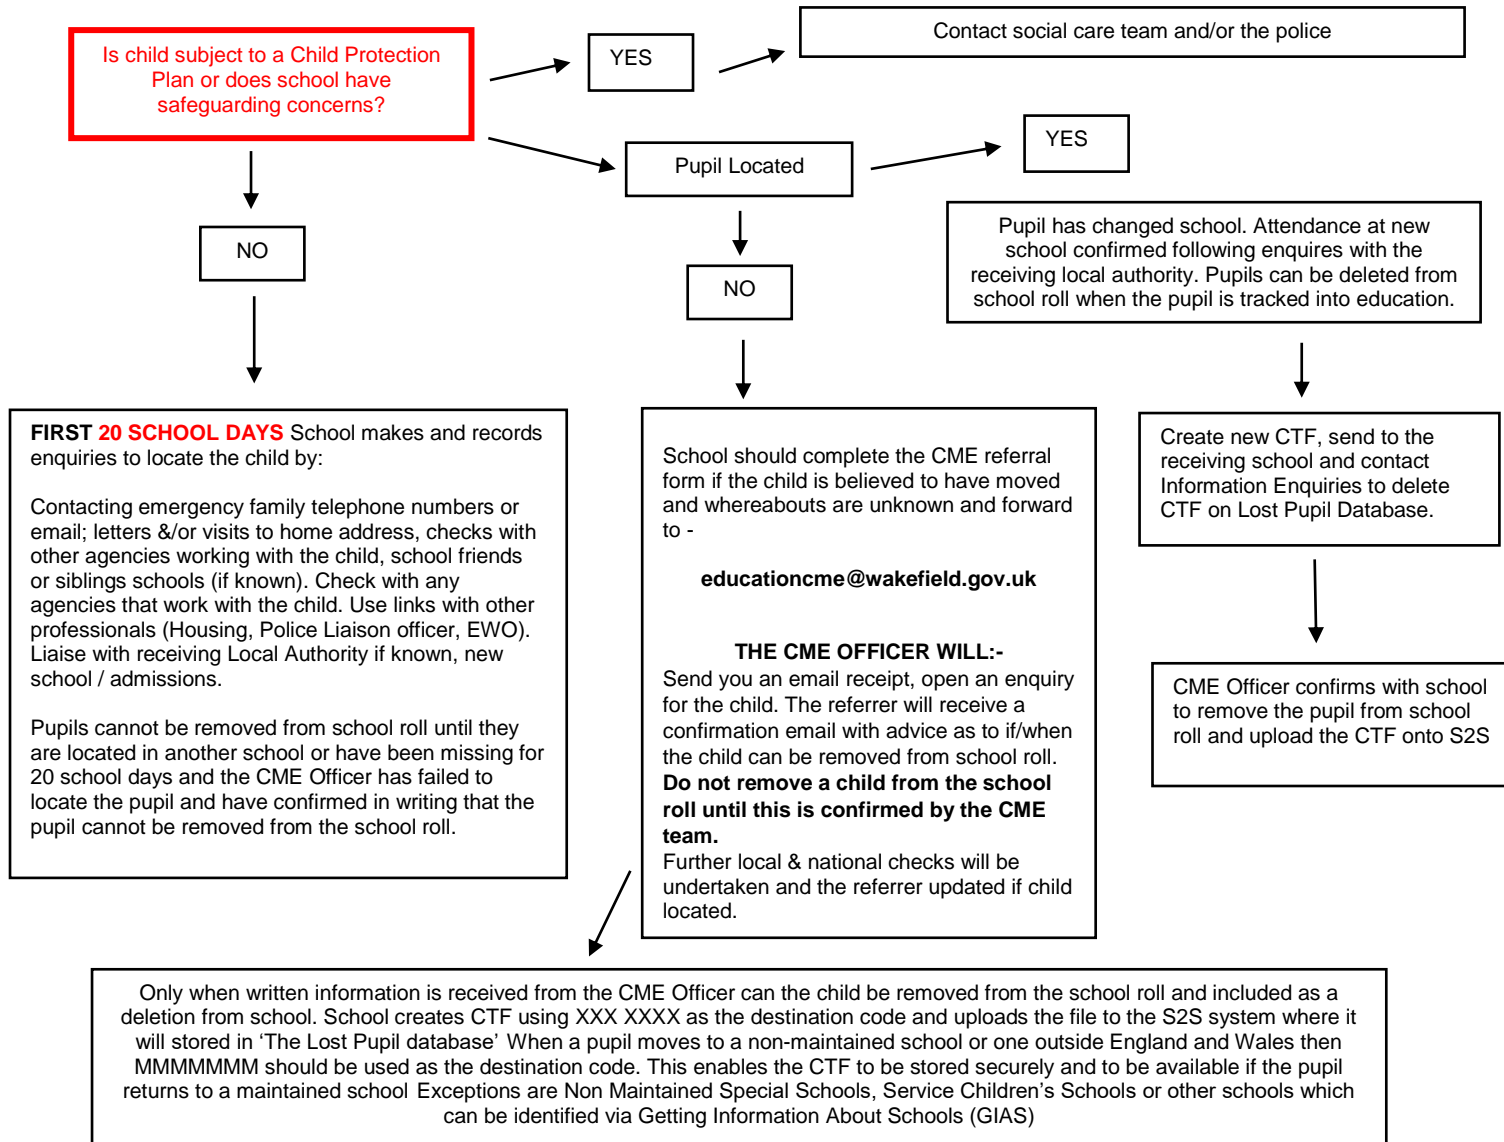 Is child subject to a Child Protection
Plan or does school have
safeguarding concerns?
YES
Contact social care team and/or the police
Pupil Located
YES
NO
NO
Pupil has changed school. Attendance at new
school confirmed following enquires with the
receiving local authority. Pupils can be deleted from
school roll when the pupil is tracked into education.
FIRST 20 SCHOOL DAYS School makes and records
enquiries to locate the child by:
Contacting emergency family telephone numbers or
email; letters &/or visits to home address, checks with
other agencies working with the child, school friends
or siblings schools (if known). Check with any
agencies that work with the child. Use links with other
professionals (Housing, Police Liaison officer, EWO).
Liaise with receiving Local Authority if known, new
school / admissions.
Pupils cannot be removed from school roll until they
are located in another school or have been missing for
20 school days and the CME Officer has failed to
locate the pupil and have confirmed in writing that the
pupil cannot be removed from the school roll.
School should complete the CME referral
form if the child is believed to have moved
and whereabouts are unknown and forward
to -
educationcme@wakefield.gov.uk
THE CME OFFICER WILL:-
Send you an email receipt, open an enquiry
for the child. The referrer will receive a
confirmation email with advice as to if/when
the child can be removed from school roll.
Do not remove a child from the school
roll until this is confirmed by the CME
team.
Further local & national checks will be
undertaken and the referrer updated if child
located.
Create new CTF, send to the
receiving school and contact
Information Enquiries to delete
CTF on Lost Pupil Database.
CME Officer confirms with school
to remove the pupil from school
roll and upload the CTF onto S2S
Only when written information is received from the CME Officer can the child be removed from the school roll and included as a
deletion from school. School creates CTF using XXX XXXX as the destination code and uploads the file to the S2S system where it
will stored in ‘The Lost Pupil database’ When a pupil moves to a non-maintained school or one outside England and Wales then
MMMMMMM should be used as the destination code. This enables the CTF to be stored securely and to be available if the pupil
returns to a maintained school Exceptions are Non Maintained Special Schools, Service Children’s Schools or other schools which
can be identified via Getting Information About Schools (GIAS)